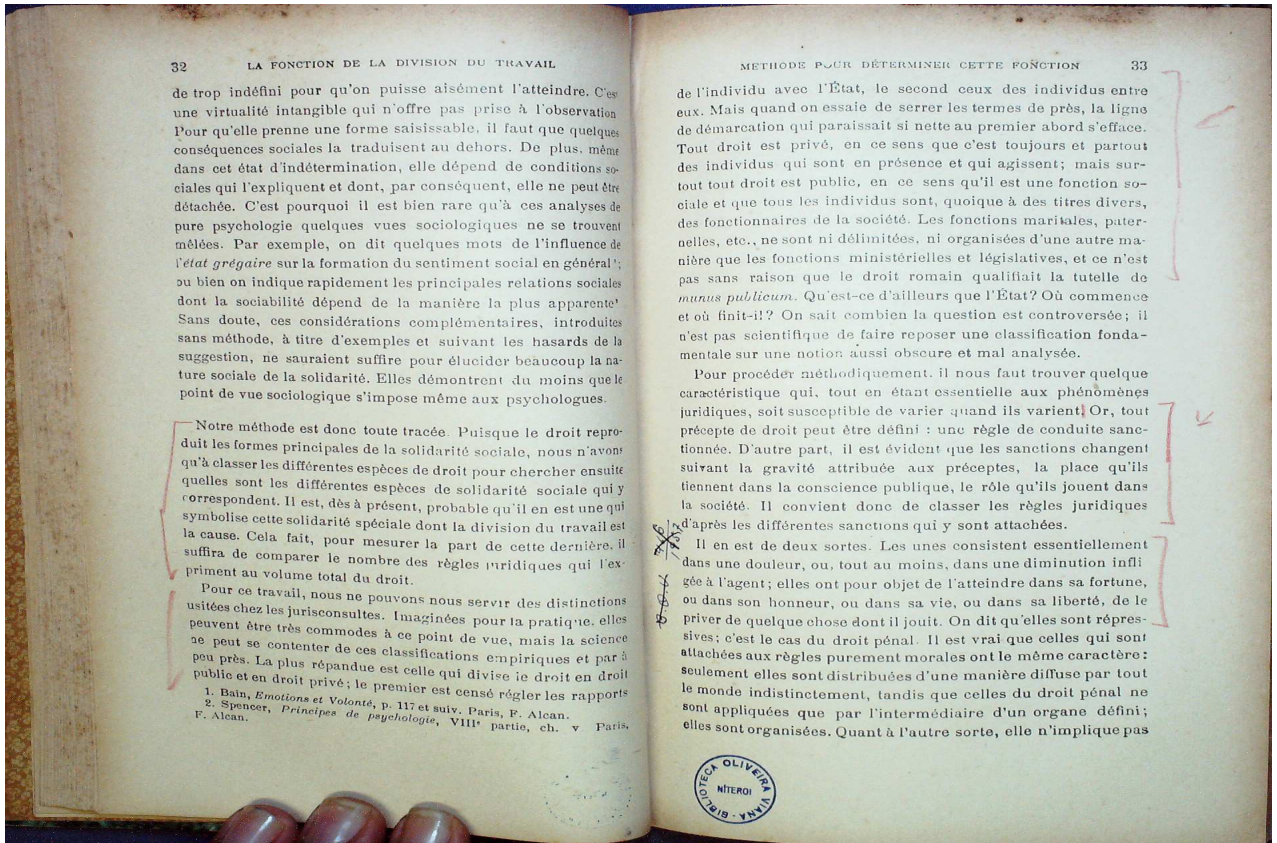 32 LA FONCTION DE LA DIVISION DU TRAVAIL
de trop indéfini pour qu'on puisse aisément l'atteindre. C'est
une virtualité intangible qui n'offre pas prise à l'observation
Pour qu'elle prenne une forme saisissable, il faut que quelques
conséquences sociales la traduisent au dehors. De plus, même
dans cet état d'indétermination, elle dépend de conditions so-
ciales qui l'expliquent et dont, par conséquent, elle ne peut être
détachée. C'est pourquoi il est bien rare qu'à ces analyses de
pure psychologie quelques vues sociologiques ne se trouvent
mêlées. Par exemple, on dit quelques mots de l'influence de
l'état grégaire sur la formation du sentiment social en général¹;
ou bien on indique rapidement les principales relations sociales
dont la sociabilité dépend de la manière la plus apparente²
Sans doute, ces considérations complémentaires, introduites
sans méthode, à titre d'exemples et suivant les hasards de la
suggestion, ne sauraient suffire pour élucider beaucoup la na-
ture sociale de la solidarité. Elles démontrent du moins que le
point de vue sociologique s'impose même aux psychologues.
Notre méthode est donc toute tracée. Puisque le droit repro-
duit les formes principales de la solidarité sociale, nous n'avons
qu'à classer les différentes espèces de droit pour chercher ensuite
quelles sont les différentes espèces de solidarité sociale qui y
correspondent. Il est, dès à présent, probable qu'il en est une qui
symbolise cette solidarité spéciale dont la division du travail est
la cause. Cela fait, pour mesurer la part de cette dernière, il
suffira de comparer le nombre des règles juridiques qui l'ex-
priment au volume total du droit.
Pour ce travail, nous ne pouvons nous servir des distinctions
usitées chez les jurisconsultes. Imaginées pour la pratique, elles
peuvent être très commodes à ce point de vue, mais la science
ne peut se contenter de ces classifications empiriques et par à
peu près. La plus répandue est celle qui divise le droit en droit
public et en droit privé; le premier est censé régler les rapports
1. Bain, Emotions et Volonté, p. 117 et suiv. Paris, F. Alcan.
2. Spencer, Principes de psychologie, VIIIᵉ partie, ch. v Paris,
F. Alcan.
METHODE POUR DÉTERMINER CETTE FONCTION 33
de l'individu avec l'État, le second ceux des individus entre
eux. Mais quand on essaie de serrer les termes de près, la ligne
de démarcation qui paraissait si nette au premier abord s'efface.
Tout droit est privé, en ce sens que c'est toujours et partout
des individus qui sont en présence et qui agissent; mais sur-
tout tout droit est public, en ce sens qu'il est une fonction so-
ciale et que tous les individus sont, quoique à des titres divers,
des fonctionnaires de la société. Les fonctions maritales, pater-
nelles, etc., ne sont ni délimitées, ni organisées d'une autre ma-
nière que les fonctions ministérielles et législatives, et ce n'est
pas sans raison que le droit romain qualifiait la tutelle de
munus publicum. Qu'est-ce d'ailleurs que l'État? Où commence
et où finit-il? On sait combien la question est controversée; il
n'est pas scientifique de faire reposer une classification fonda-
mentale sur une notion aussi obscure et mal analysée.
Pour procéder méthodiquement, il nous faut trouver quelque
caractéristique qui, tout en étant essentielle aux phénomènes
juridiques, soit susceptible de varier quand ils varient. Or, tout
précepte de droit peut être défini : une règle de conduite sanc-
tionnée. D'autre part, il est évident que les sanctions changent
suivant la gravité attribuée aux préceptes, la place qu'ils
tiennent dans la conscience publique, le rôle qu'ils jouent dans
la société. Il convient donc de classer les règles juridiques
d'après les différentes sanctions qui y sont attachées.
Il en est de deux sortes. Les unes consistent essentiellement
dans une douleur, ou, tout au moins, dans une diminution infli
gée à l'agent; elles ont pour objet de l'atteindre dans sa fortune,
ou dans son honneur, ou dans sa vie, ou dans sa liberté, de le
priver de quelque chose dont il jouit. On dit qu'elles sont répres-
sives; c'est le cas du droit pénal. Il est vrai que celles qui sont
attachées aux règles purement morales ont le même caractère :
seulement elles sont distribuées d'une manière diffuse par tout
le monde indistinctement, tandis que celles du droit pénal ne
sont appliquées que par l'intermédiaire d'un organe défini;
elles sont organisées. Quant à l'autre sorte, elle n'implique pas
BIBLIOTECA OLIVEIRA VIANA
NITEROI